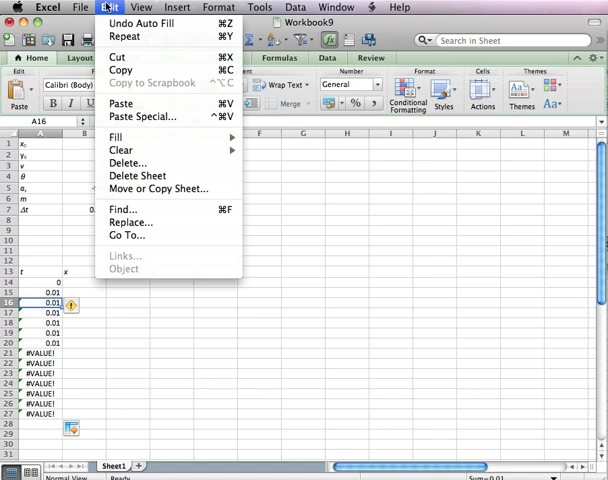 Excel File Edit View Insert Format Tools Data Window Help
Workbook9
Search in Sheet
Home Layout Formulas Data Review
Edit Number Format Cells Themes
Calibri (Body) Wrap Text General
Paste B I Merge % Conditional Formatting Styles Actions Themes Aa
A16
Undo Auto Fill ⌘Z
Repeat ⌘Y
Cut ⌘X
Copy ⌘C
Copy to Scrapbook ^⌥C
Paste ⌘V
Paste Special... ^⌘V
Fill
Clear
Delete...
Delete Sheet
Move or Copy Sheet...
Find... ⌘F
Replace...
Go To...
Links...
Object
A B F G H I J K L M
1 x₀
2 y₀
3 v
4 θ
5
6 m
7 Δt 0.
8
9
10
11
12
13 t x
14 0
15 0.01
16 0.01
17 0.01
18 0.01
19 0.01
20 0.01
21 #VALUE!
22 #VALUE!
23 #VALUE!
24 #VALUE!
25 #VALUE!
26 #VALUE!
27 #VALUE!
28
29
30
31
Sheet1
Normal View Ready Sum=0.01